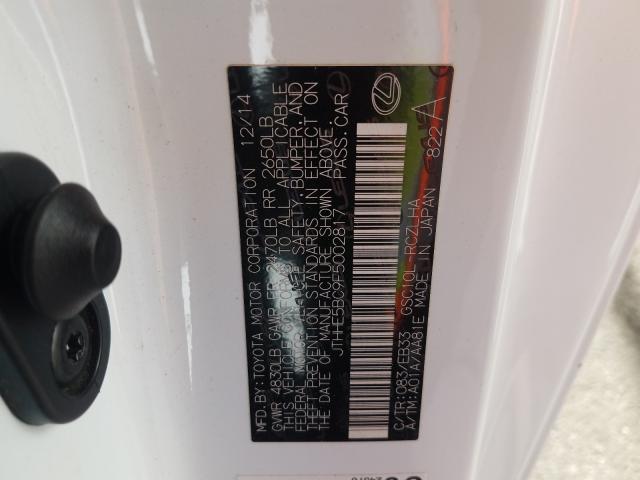 MFD. BY: TOYOTA MOTOR CORPORATION 12/14
GVWR 4830LB GAWR FR 2470LB RR 2650LB
THIS VEHICLE CONFORMS TO ALL APPLICABLE
FEDERAL MOTOR VEHICLE SAFETY, BUMPER, AND
THEFT PREVENTION STANDARDS IN EFFECT ON
THE DATE OF MANUFACTURE SHOWN ABOVE.
JTHHE5BC9F5002817 PASS. CAR
C/TR: 083/EB33 GSC10L-RCZLHA
A/TM: A01A/AA81E MADE IN JAPAN 822 A